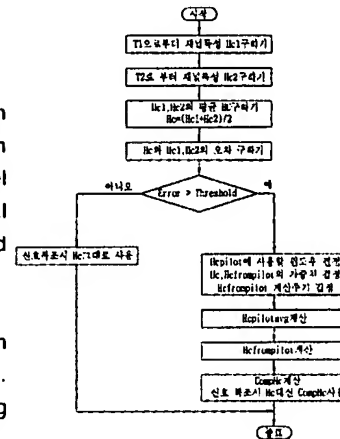 시작
T1으로부터 채널특성 Hc1구하기
T2로 부터 채널특성 Hc2구하기
Hc1,Hc2의 평균 Hc구하기
Hc=(Hc1+Hc2)/2
Hc와 Hc1,Hc2의 오차 구하기
Error > Threshold
아니오
예
신호복조시 Hc그대로 사용
Hcpilot에 사용할 윈도우 결정
Hc,Hcfrompilot의 가중치 결정
Hcfrompilot 계산주기 결정
Hcpilotavg계산
Hcfrompilot계산
CompHc계산
신호 복조시 Hc대신 CompHc사용
종료